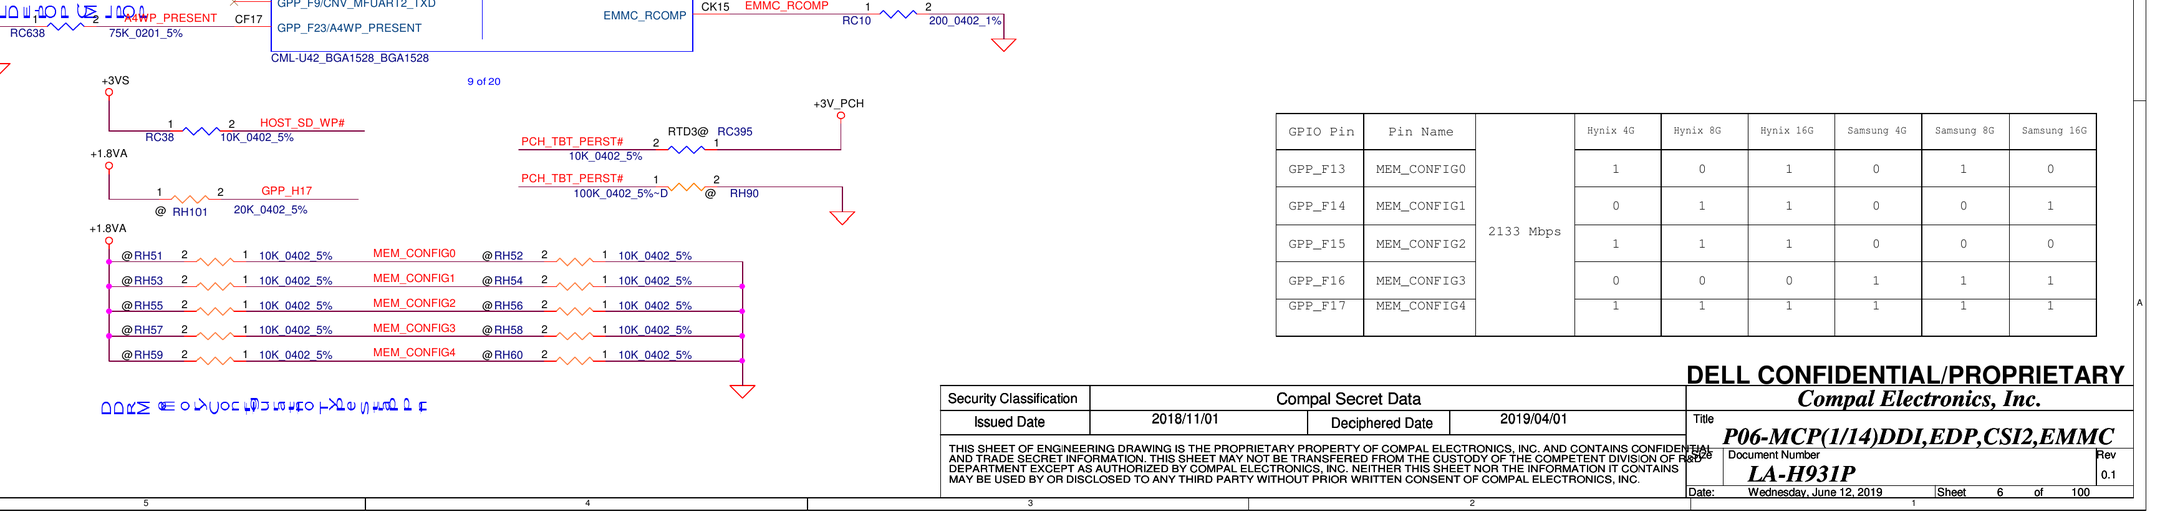 GPP_F9/CNV_MFUART2_TXD
1 2 A4WP_PRESENT CF17
RC638 75K_0201_5%
GPP_F23/A4WP_PRESENT
EMMC_RCOMP CK15 EMMC_RCOMP 1 2
RC10 200_0402_1%
CML-U42_BGA1528_BGA1528
9 of 20
+3VS
1 2 HOST_SD_WP#
RC38 10K_0402_5%
+1.8VA
1 2 GPP_H17
@ RH101 20K_0402_5%
+3V_PCH
RTD3@ RC395
PCH_TBT_PERST# 2 1
10K_0402_5%
PCH_TBT_PERST# 1 2
100K_0402_5%~D @ RH90
+1.8VA
@RH51 2 1 10K_0402_5% MEM_CONFIG0 @RH52 2 1 10K_0402_5%
@RH53 2 1 10K_0402_5% MEM_CONFIG1 @RH54 2 1 10K_0402_5%
@RH55 2 1 10K_0402_5% MEM_CONFIG2 @RH56 2 1 10K_0402_5%
@RH57 2 1 10K_0402_5% MEM_CONFIG3 @RH58 2 1 10K_0402_5%
@RH59 2 1 10K_0402_5% MEM_CONFIG4 @RH60 2 1 10K_0402_5%
GPIO Pin Pin Name Hynix 4G Hynix 8G Hynix 16G Samsung 4G Samsung 8G Samsung 16G
GPP_F13 MEM_CONFIG0 1 0 1 0 1 0
GPP_F14 MEM_CONFIG1 0 1 1 0 0 1
2133 Mbps
GPP_F15 MEM_CONFIG2 1 1 1 0 0 0
GPP_F16 MEM_CONFIG3 0 0 0 1 1 1
GPP_F17 MEM_CONFIG4 1 1 1 1 1 1
A
DELL CONFIDENTIAL/PROPRIETARY
Security Classification Compal Secret Data
Issued Date 2018/11/01 Deciphered Date 2019/04/01
THIS SHEET OF ENGINEERING DRAWING IS THE PROPRIETARY PROPERTY OF COMPAL ELECTRONICS, INC. AND CONTAINS CONFIDENTIAL
AND TRADE SECRET INFORMATION. THIS SHEET MAY NOT BE TRANSFERED FROM THE CUSTODY OF THE COMPETENT DIVISION OF R&D
DEPARTMENT EXCEPT AS AUTHORIZED BY COMPAL ELECTRONICS, INC. NEITHER THIS SHEET NOR THE INFORMATION IT CONTAINS
MAY BE USED BY OR DISCLOSED TO ANY THIRD PARTY WITHOUT PRIOR WRITTEN CONSENT OF COMPAL ELECTRONICS, INC.
Compal Electronics, Inc.
Title
P06-MCP(1/14)DDI,EDP,CSI2,EMMC
Size Document Number Rev
LA-H931P 0.1
Date: Wednesday, June 12, 2019 Sheet 6 of 100
5 4 3 2 1